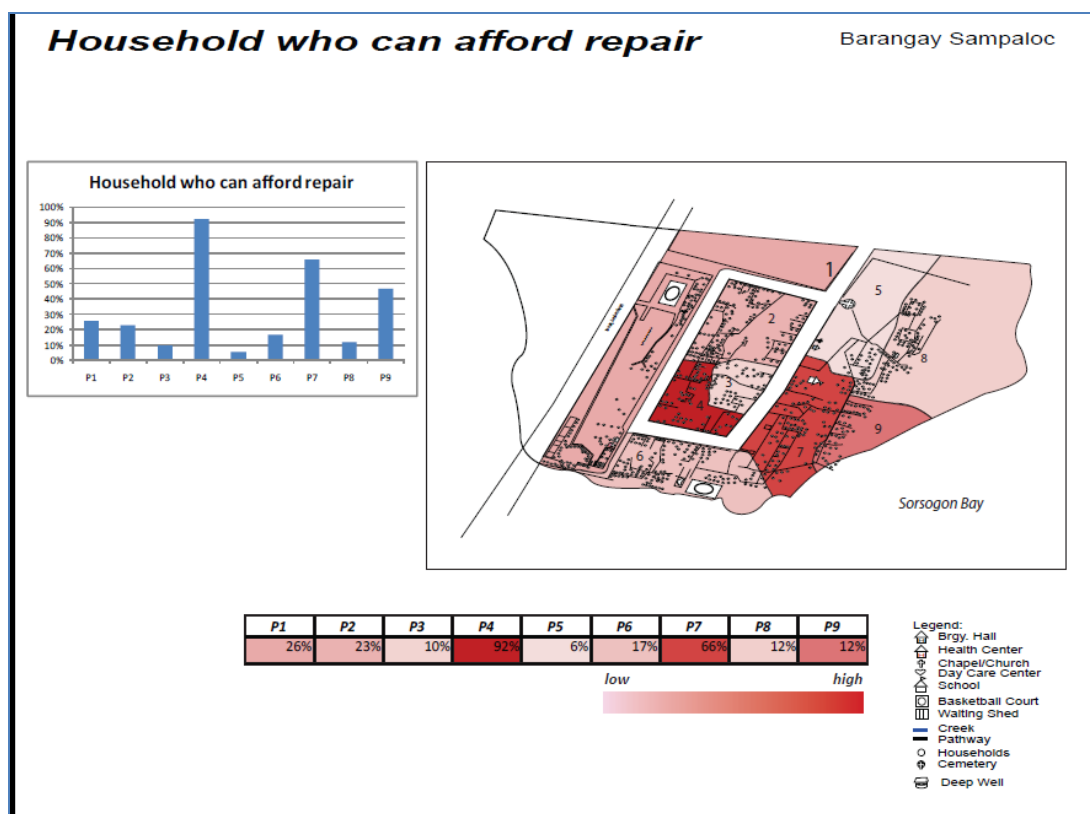 Household who can afford repair
Barangay Sampaloc
Household who can afford repair
100%
90%
80%
70%
60%
50%
40%
30%
20%
10%
0%
P1 P2 P3 P4 P5 P6 P7 P8 P9
1
2
3
4
5
6
7
8
9
Sorsogon Bay
P1 P2 P3 P4 P5 P6 P7 P8 P9
26% 23% 10% 92% 6% 17% 66% 12% 12%
low high
Legend:
Brgy. Hall
Health Center
Chapel/Church
Day Care Center
School
Basketball Court
Waiting Shed
Creek
Pathway
Households
Cemetery
Deep Well